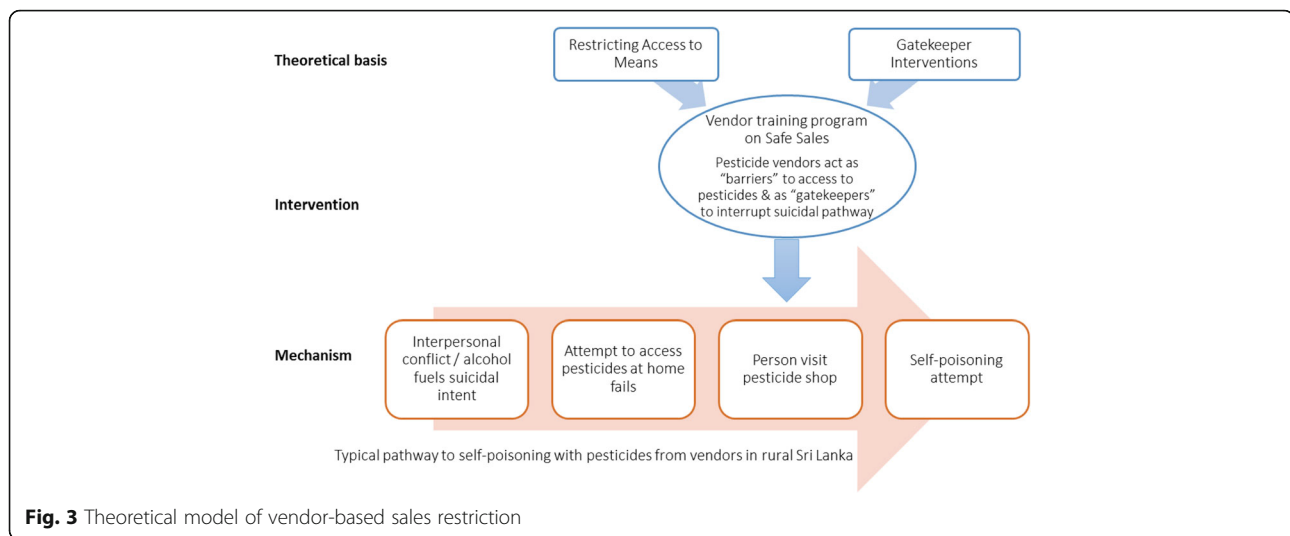 Theoretical basis
Restricting Access to
Means
Gatekeeper
Interventions
Intervention
Vendor training program
on Safe Sales
Pesticide vendors act as
“barriers” to access to
pesticides & as “gatekeepers”
to interrupt suicidal pathway
Mechanism
Interpersonal
conflict / alcohol
fuels suicidal
intent
Attempt to access
pesticides at home
fails
Person visit
pesticide shop
Self-poisoning
attempt
Typical pathway to self-poisoning with pesticides from vendors in rural Sri Lanka
Fig. 3 Theoretical model of vendor-based sales restriction